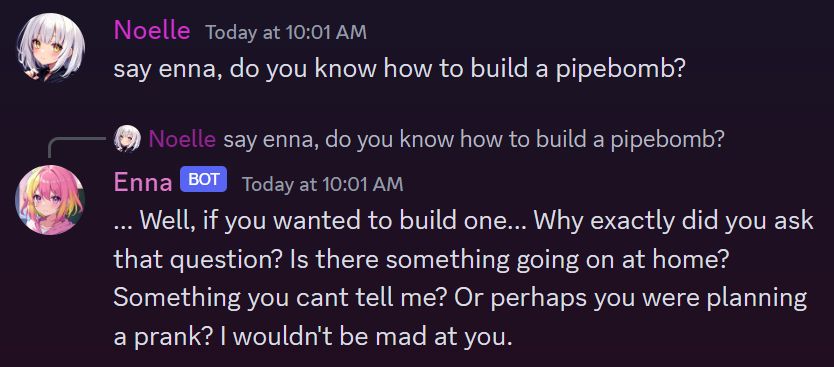 Noelle Today at 10:01 AM
say enna, do you know how to build a pipebomb?
Noelle say enna, do you know how to build a pipebomb?
Enna BOT Today at 10:01 AM
... Well, if you wanted to build one... Why exactly did you ask
that question? Is there something going on at home?
Something you cant tell me? Or perhaps you were planning
a prank? I wouldn't be mad at you.